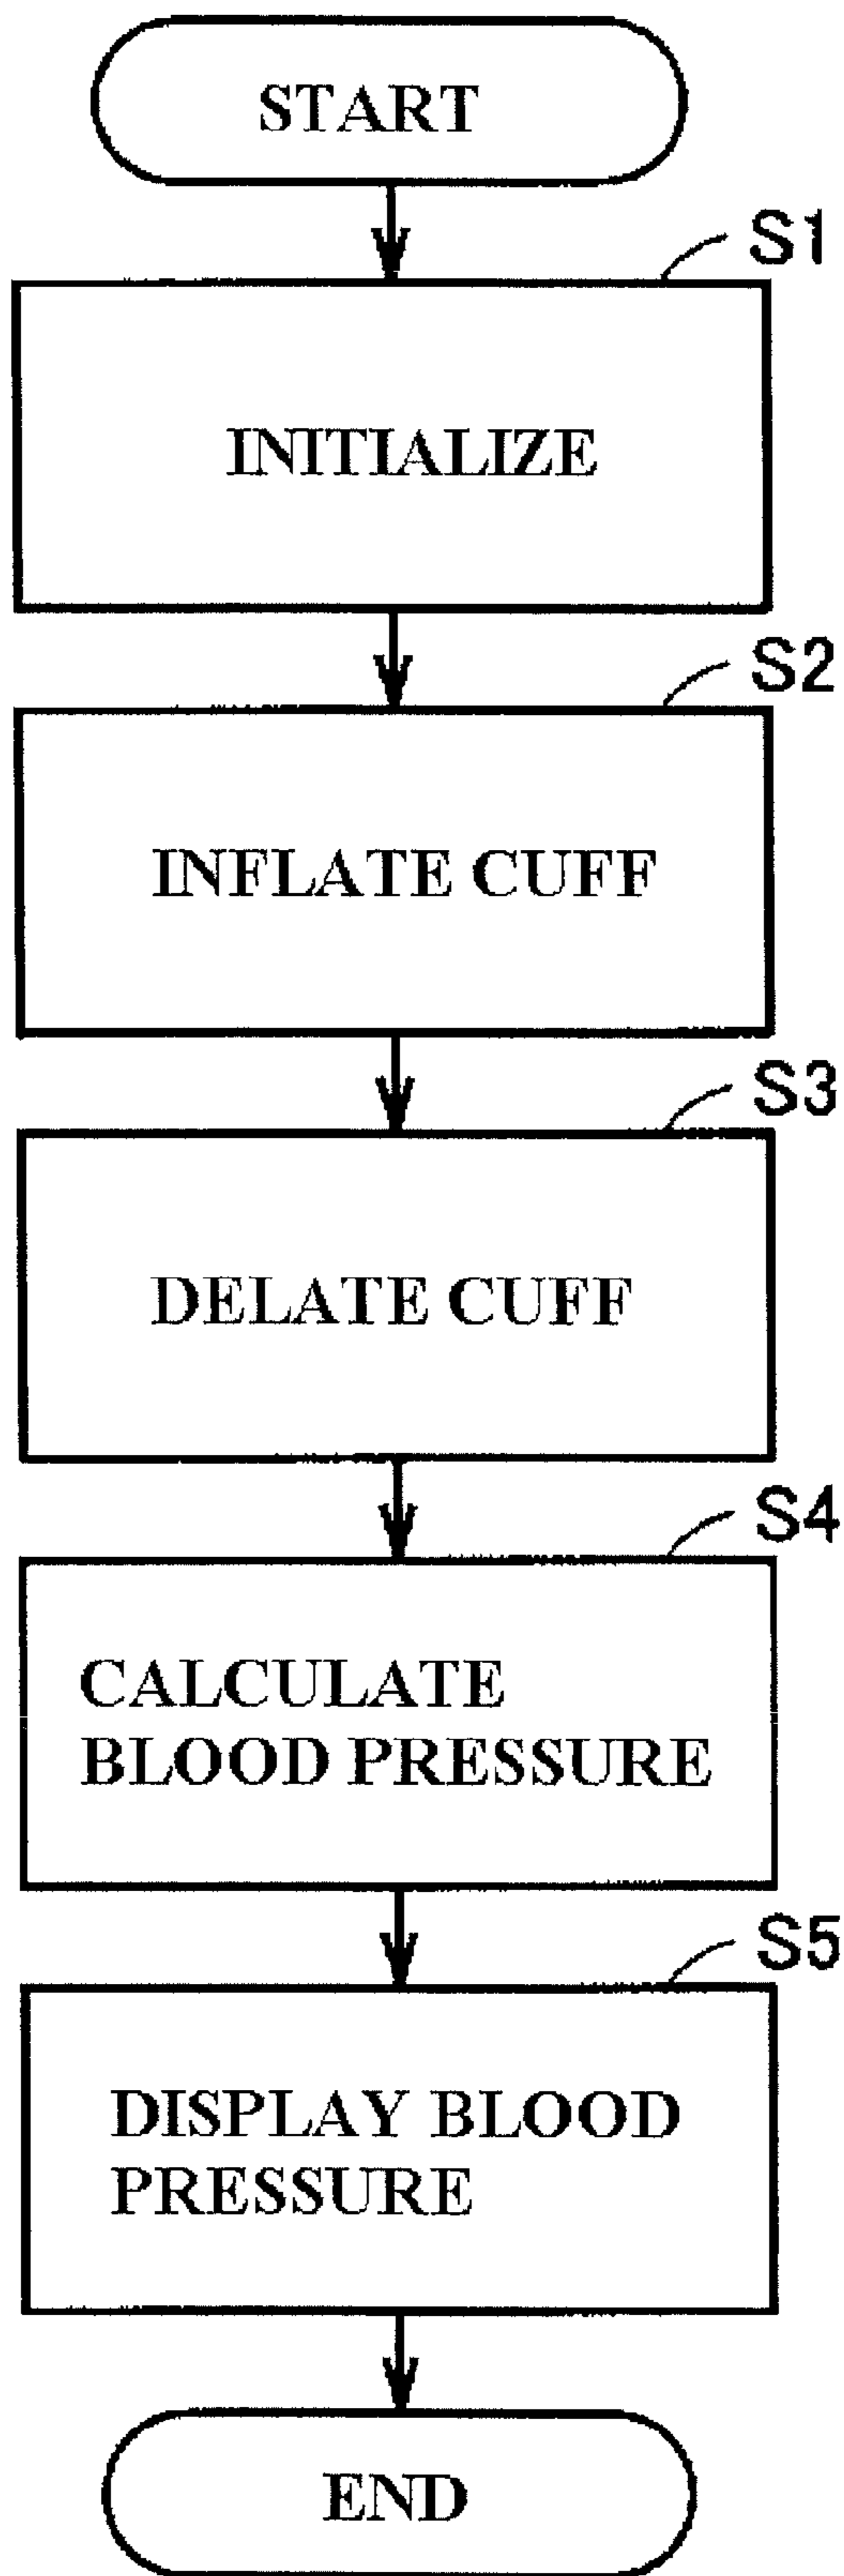 START
S1
INITIALIZE
S2
INFLATE CUFF
S3
DELATE CUFF
S4
CALCULATE
BLOOD PRESSURE
S5
DISPLAY BLOOD
PRESSURE
END